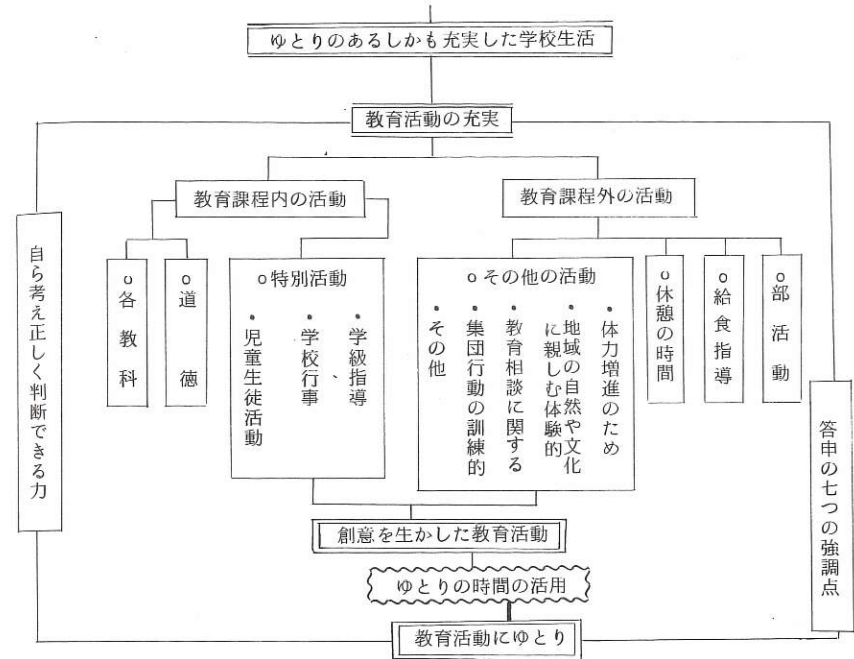 ゆとりのあるしかも充実した学校生活
教育活動の充実
教育課程内の活動
教育課程外の活動
自ら考え正しく判断できる力
o各教科
o道徳
o特別活動
・学級指導
・学校行事
・児童生徒活動
oその他の活動
・体力増進のため
・地域の自然や文化
に親しむ体験的
・教育相談に関する
・集団行動の訓練的
・その他
o休憩の時間
o給食指導
o部活動
答申の七つの強調点
創意を生かした教育活動
ゆとりの時間の活用
教育活動にゆとり